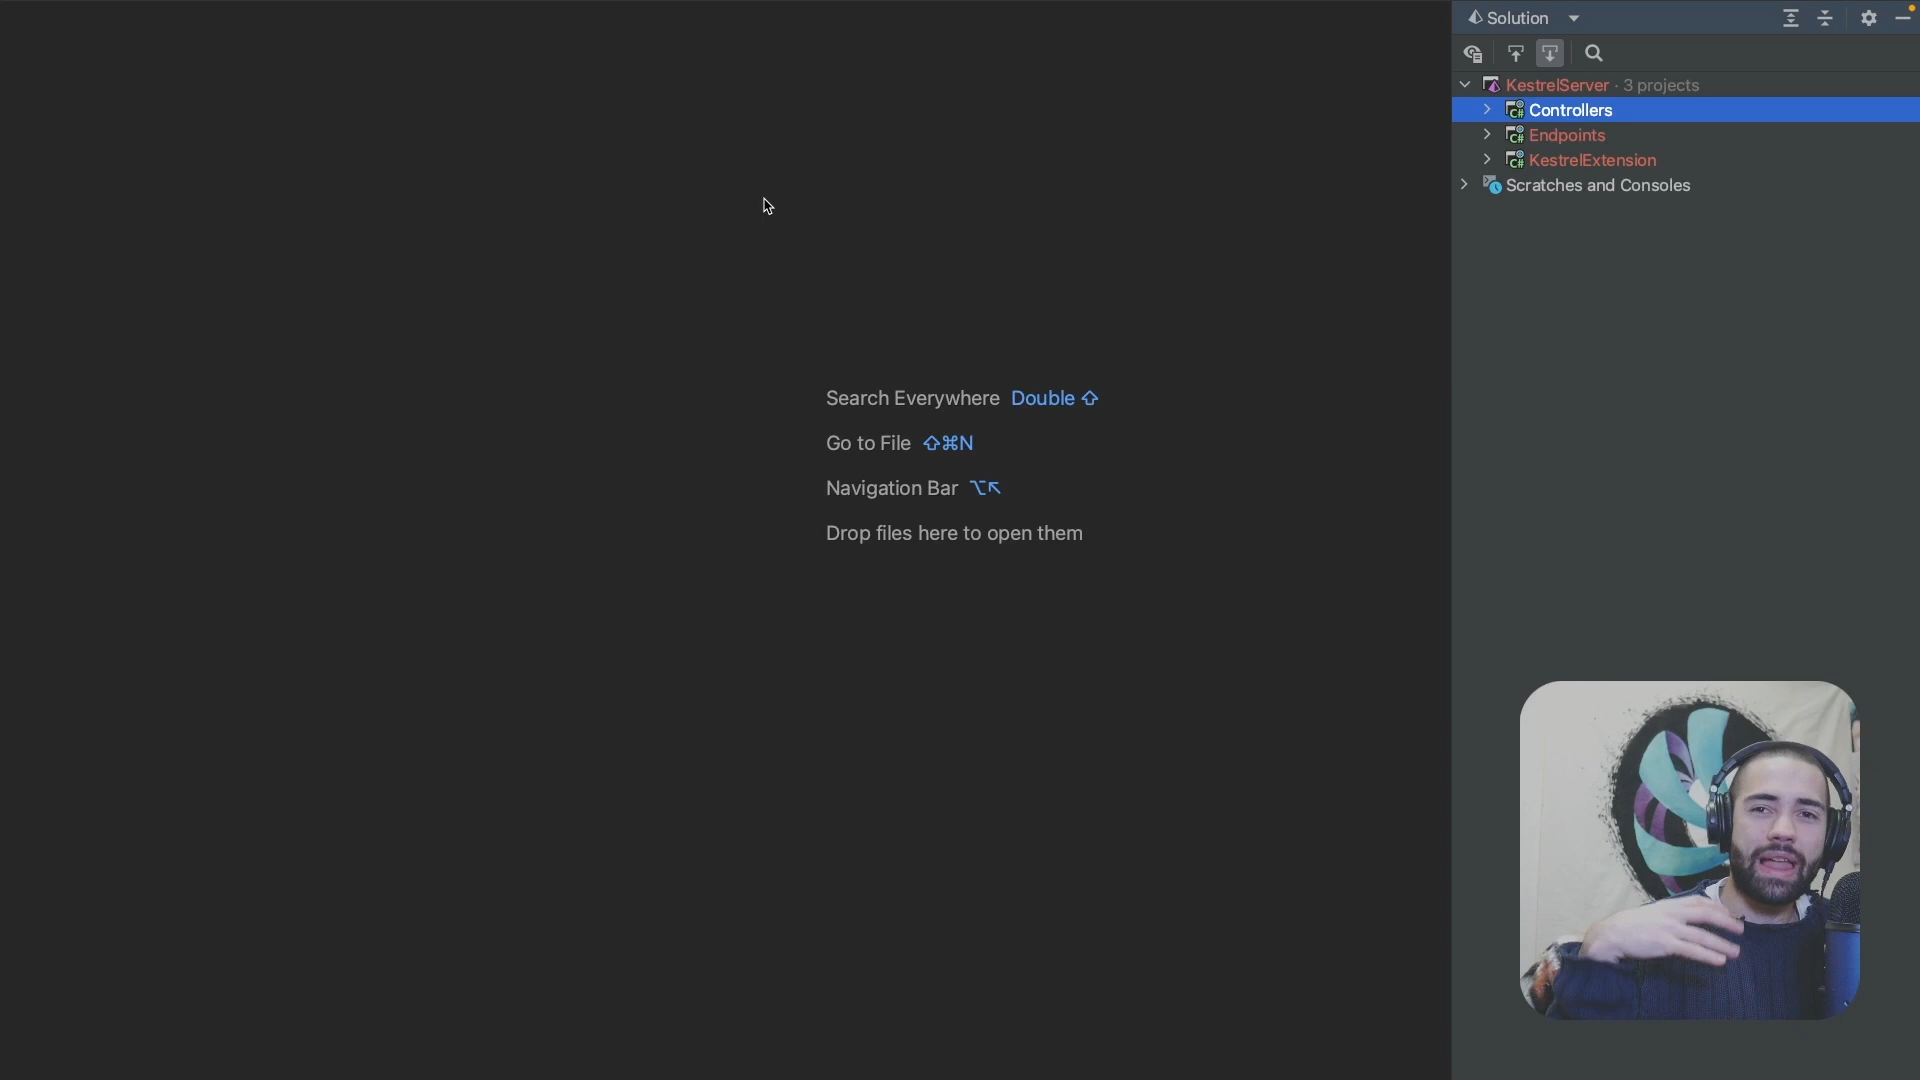 Solution
KestrelServer · 3 projects
C# Controllers
C# Endpoints
C# KestrelExtension
Scratches and Consoles
Search Everywhere Double ⇧
Go to File ⇧⌘N
Navigation Bar ⌥↖
Drop files here to open them